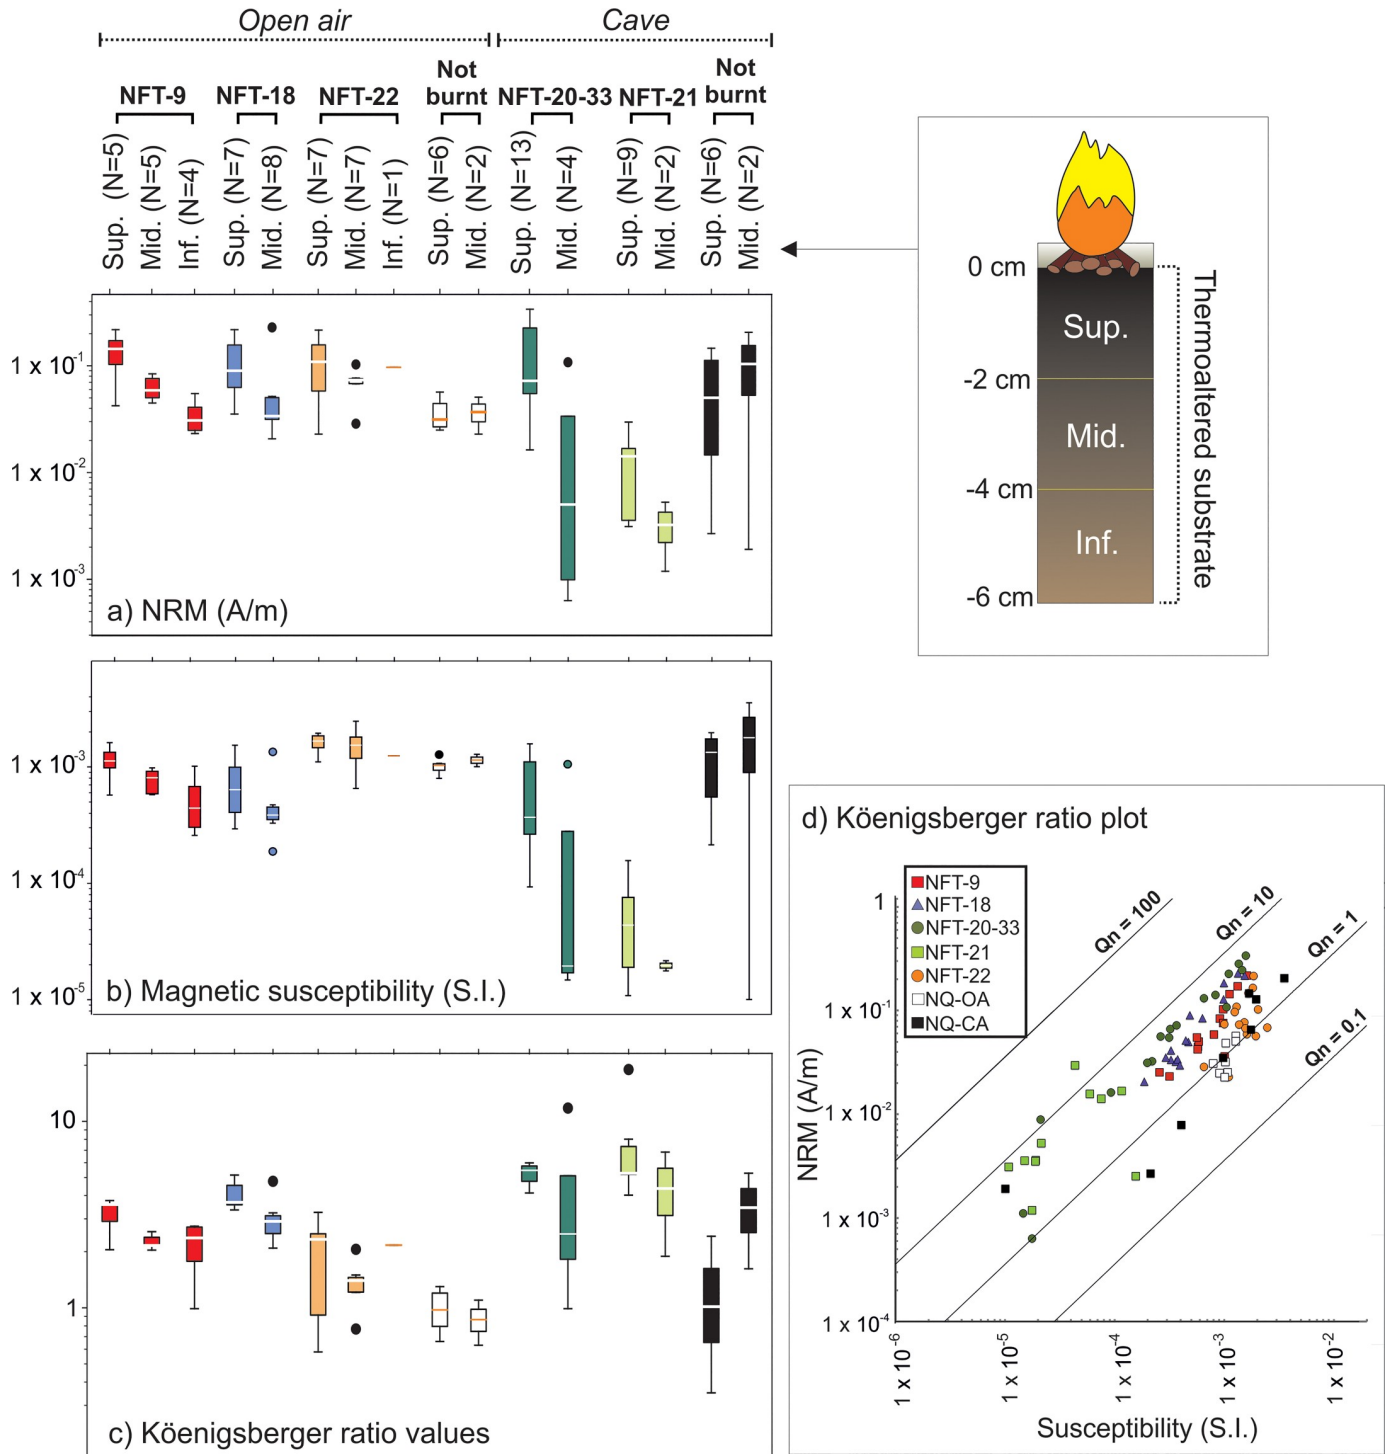 Open air
Cave
NFT-9
NFT-18
NFT-22
Not
burnt
NFT-20-33
NFT-21
Not
burnt
Sup. (N=5)
Mid. (N=5)
Inf. (N=4)
Sup. (N=7)
Mid. (N=8)
Sup. (N=7)
Mid. (N=7)
Inf. (N=1)
Sup. (N=6)
Mid. (N=2)
Sup. (N=13)
Mid. (N=4)
Sup. (N=9)
Mid. (N=2)
Sup. (N=6)
Mid. (N=2)
1 x 10-1
1 x 10-2
1 x 10-3
a) NRM (A/m)
1 x 10-3
1 x 10-4
1 x 10-5
b) Magnetic susceptibility (S.I.)
10
1
c) Köenigsberger ratio values
0 cm
-2 cm
-4 cm
-6 cm
Sup.
Mid.
Inf.
Thermoaltered substrate
d) Köenigsberger ratio plot
NFT-9
NFT-18
NFT-20-33
NFT-21
NFT-22
NQ-OA
NQ-CA
Qn = 100
Qn = 10
Qn = 1
Qn = 0.1
NRM (A/m)
1
1 x 10-1
1 x 10-2
1 x 10-3
1 x 10-4
1 x 10-6
1 x 10-5
1 x 10-4
1 x 10-3
1 x 10-2
Susceptibility (S.I.)